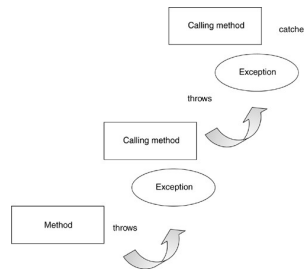 Calling method
catche
Exception
throws
Calling method
Exception
Method
throws